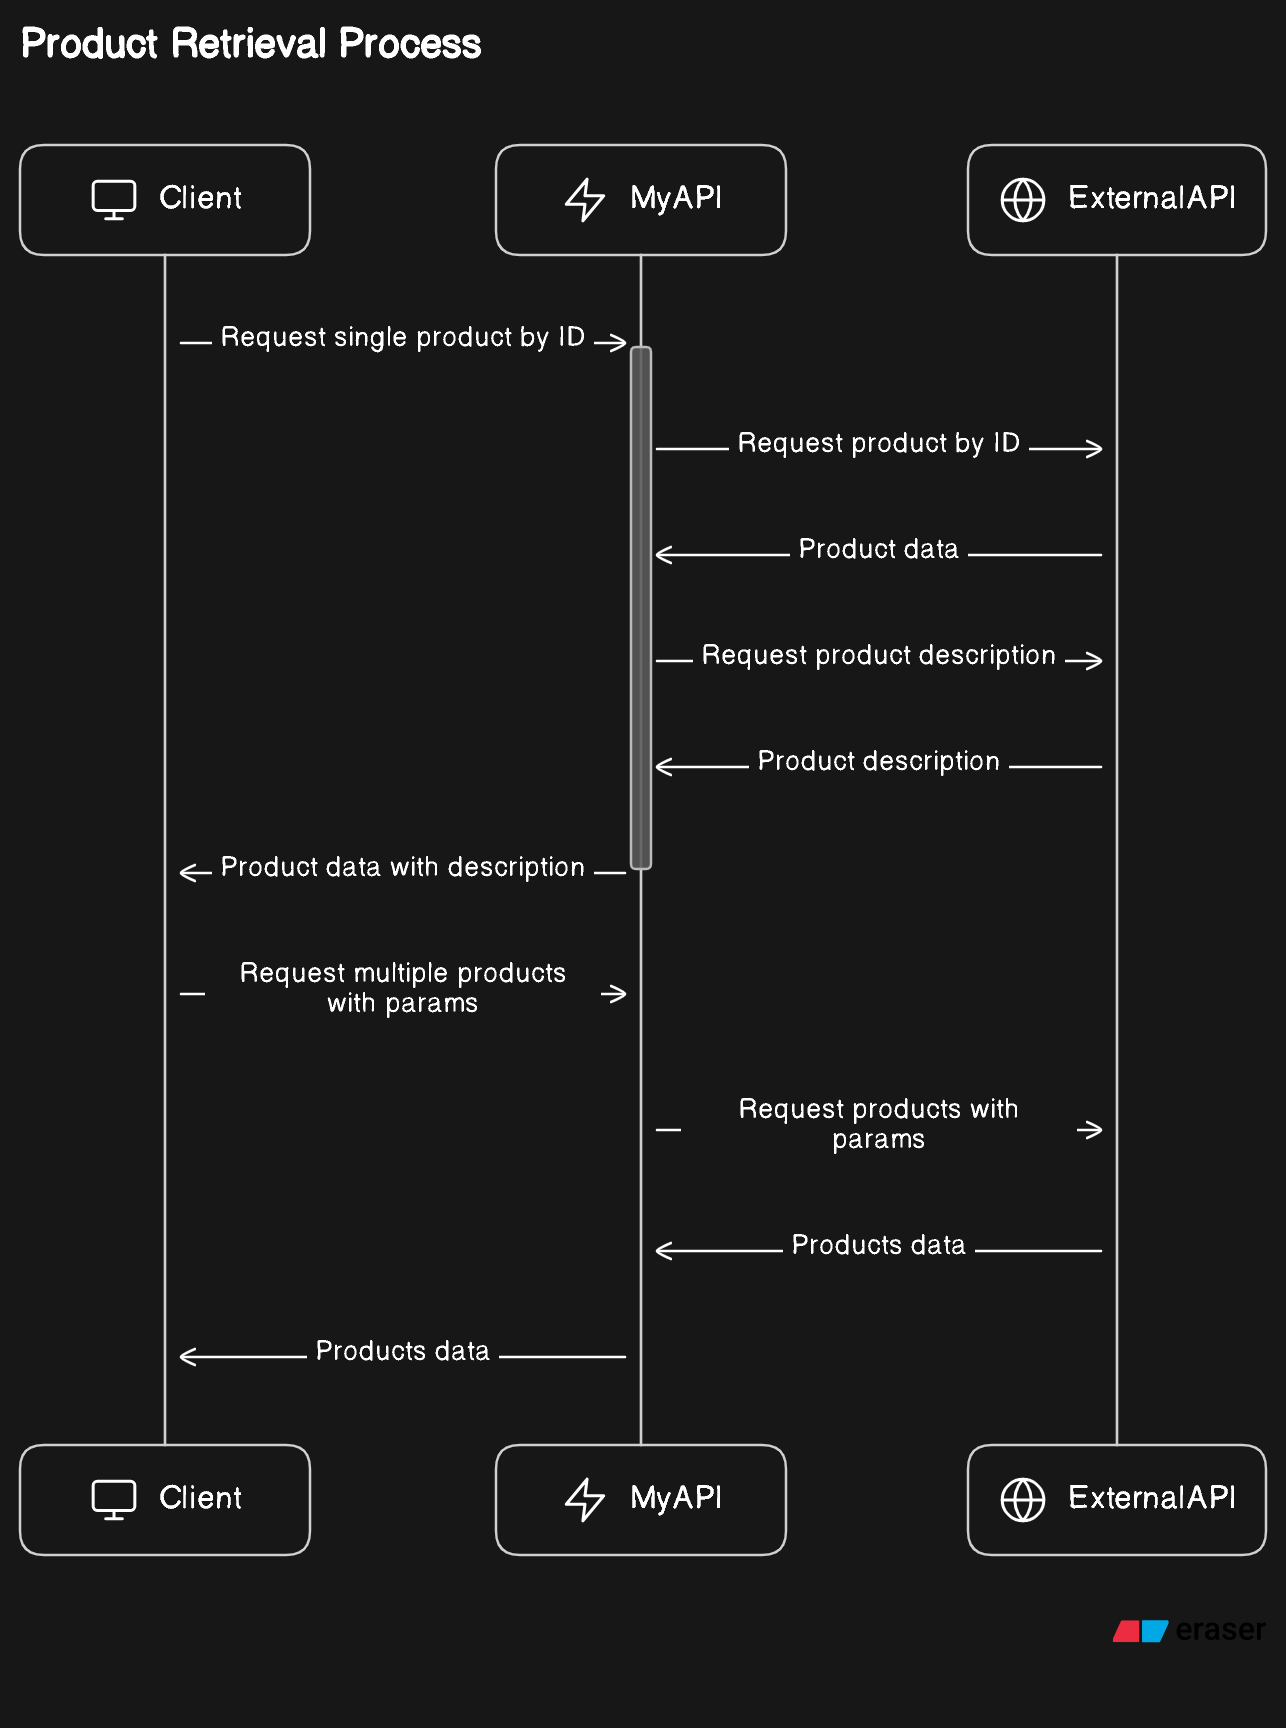 Product Retrieval Process
Client
MyAPI
ExternalAPI
Request single product by ID
Request product by ID
Product data
Request product description
Product description
Product data with description
Request multiple products
with params
Request products with
params
Products data
Products data
Client
MyAPI
ExternalAPI
eraser